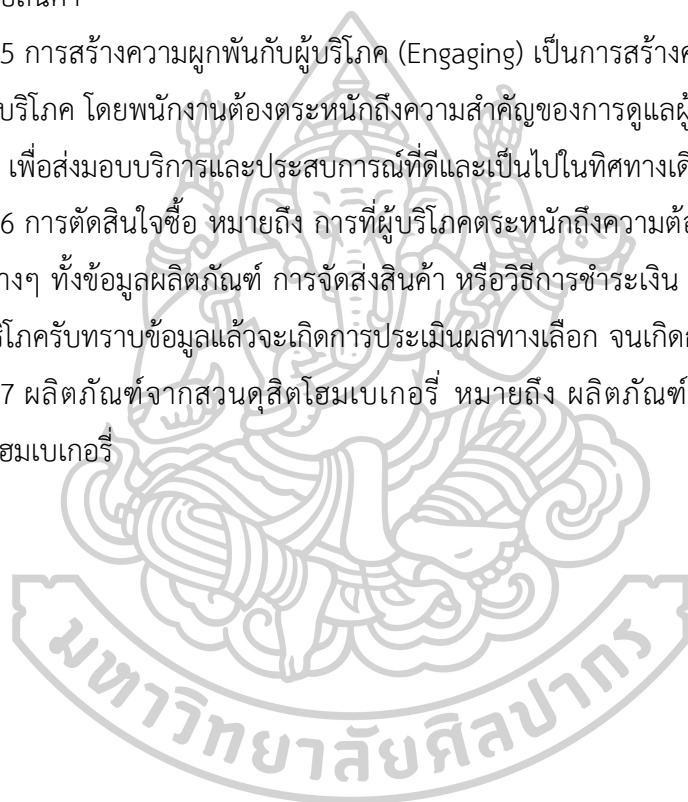 5 การสร้างความผูกพันกับผู้บริโภค (Engaging) เป็นการสร้าง
บริโภค โดยพนักงานต้องตระหนักถึงความสำคัญของการดูแล
เพื่อส่งมอบบริการและประสบการณ์ที่ดีและเป็นไปในทิศทาง
6 การตัดสินใจซื้อ หมายถึง การที่ผู้บริโภคตระหนักถึงความ
างๆ ทั้งข้อมูลผลิตภัณฑ์ การจัดส่งสินค้า หรือวิธีการชำระเงิน
ริโภครับทราบข้อมูลแล้วจะเกิดการประเมินผลทางเลือก จนเกิด
7 ผลิตภัณฑ์จากสวนดุสิตโฮมเบเกอรี่ หมายถึง ผลิตภัณฑ์
ฮมเบเกอรี่
มหาวิทยาลัยศิลปากร